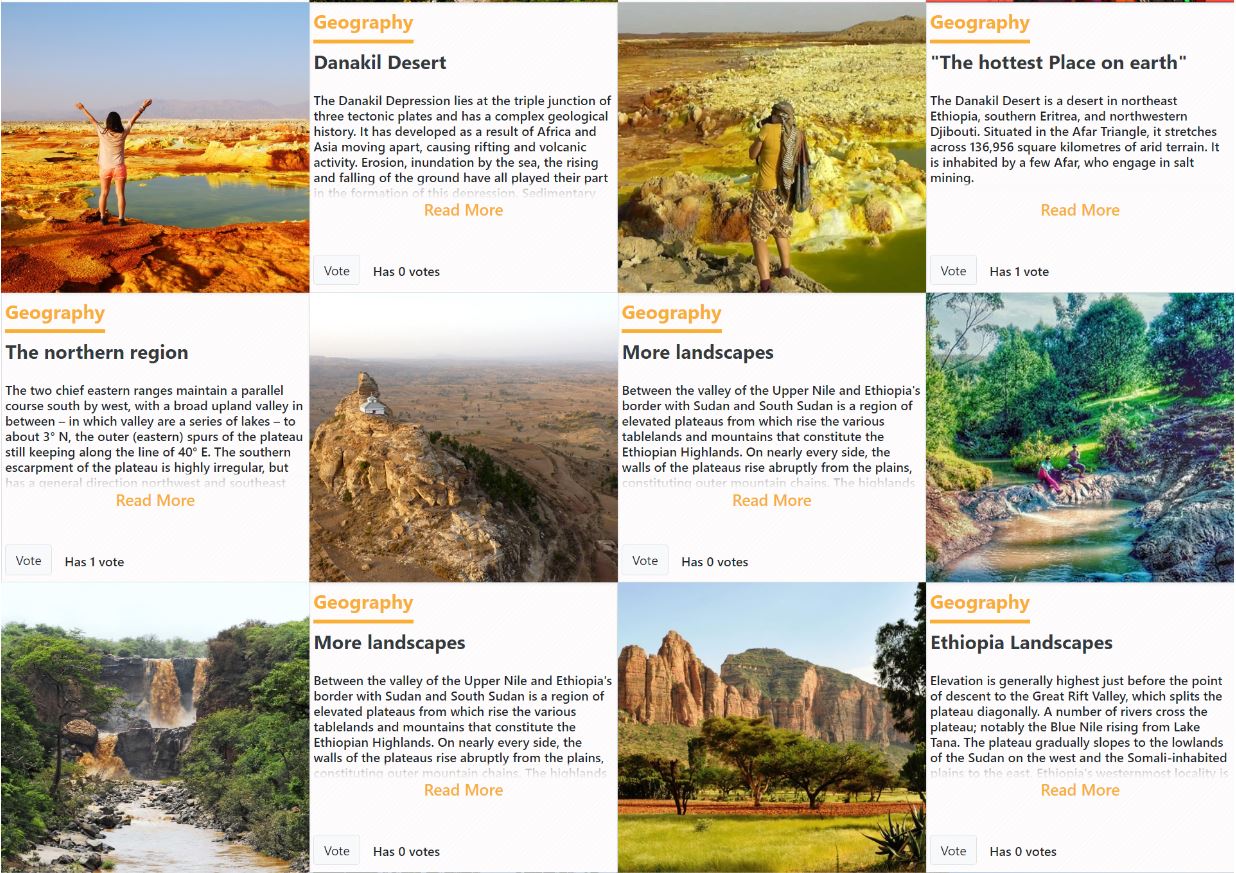 Geography
Danakil Desert
The Danakil Depression lies at the triple junction of
three tectonic plates and has a complex geological
history. It has developed as a result of Africa and
Asia moving apart, causing rifting and volcanic
activity. Erosion, inundation by the sea, the rising
and falling of the ground have all played their part
in the formation of this depression. Sedimentary
Read More
Vote Has 0 votes
Geography
"The hottest Place on earth"
The Danakil Desert is a desert in northeast
Ethiopia, southern Eritrea, and northwestern
Djibouti. Situated in the Afar Triangle, it stretches
across 136,956 square kilometres of arid terrain. It
is inhabited by a few Afar, who engage in salt
mining.
Read More
Vote Has 1 vote
Geography
The northern region
The two chief eastern ranges maintain a parallel
course south by west, with a broad upland valley in
between – in which valley are a series of lakes – to
about 3° N, the outer (eastern) spurs of the plateau
still keeping along the line of 40° E. The southern
escarpment of the plateau is highly irregular, but
has a general direction northwest and southeast
Read More
Vote Has 1 vote
Geography
More landscapes
Between the valley of the Upper Nile and Ethiopia's
border with Sudan and South Sudan is a region of
elevated plateaus from which rise the various
tablelands and mountains that constitute the
Ethiopian Highlands. On nearly every side, the
walls of the plateaus rise abruptly from the plains,
constituting outer mountain chains. The highlands
Read More
Vote Has 0 votes
Geography
More landscapes
Between the valley of the Upper Nile and Ethiopia's
border with Sudan and South Sudan is a region of
elevated plateaus from which rise the various
tablelands and mountains that constitute the
Ethiopian Highlands. On nearly every side, the
walls of the plateaus rise abruptly from the plains,
constituting outer mountain chains. The highlands
Read More
Vote Has 0 votes
Geography
Ethiopia Landscapes
Elevation is generally highest just before the point
of descent to the Great Rift Valley, which splits the
plateau diagonally. A number of rivers cross the
plateau; notably the Blue Nile rising from Lake
Tana. The plateau gradually slopes to the lowlands
of the Sudan on the west and the Somali-inhabited
plains to the east. Ethiopia's westernmost locality is
Read More
Vote Has 0 votes